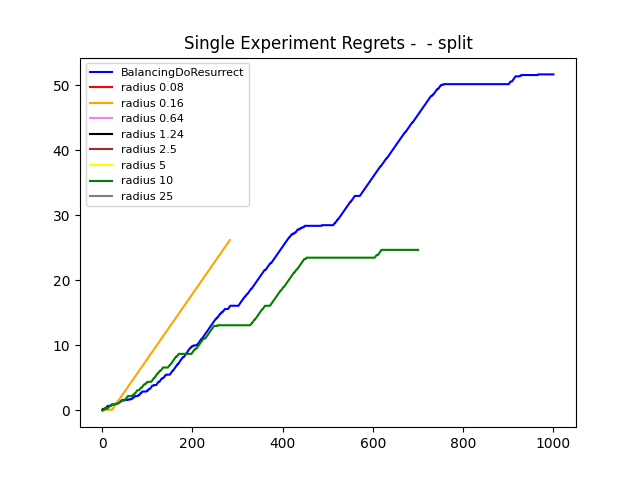 Single Experiment Regrets -  - split
BalancingDoResurrect
radius 0.08
radius 0.16
radius 0.64
radius 1.24
radius 2.5
radius 5
radius 10
radius 25
50
40
30
20
10
0
0 200 400 600 800 1000